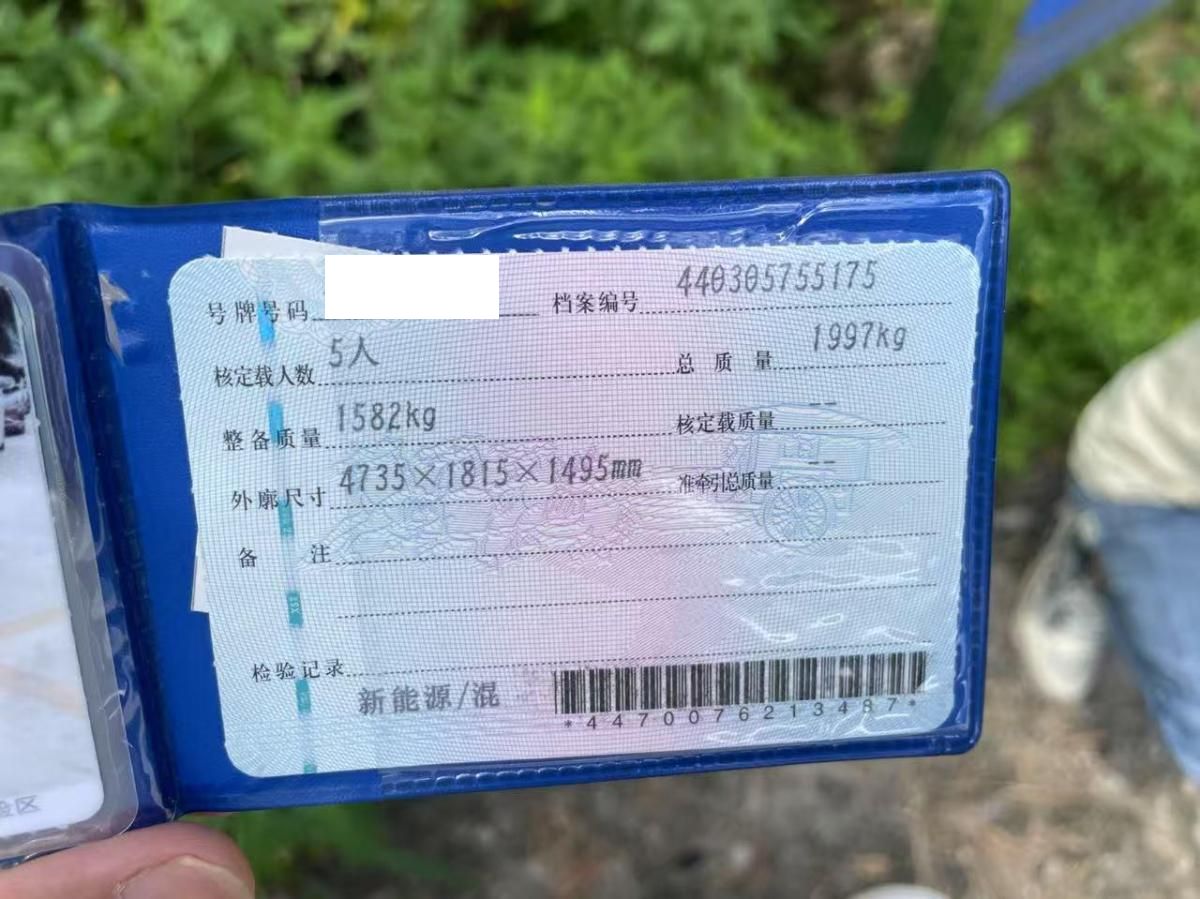 号牌号码 档案编号 440305755175
核定载人数 5人 总质量 1997kg
整备质量 1582kg 核定载质量 --
外廓尺寸 4735×1815×1495mm 准牵引总质量 --
备注
检验记录
新能源/混
*4470076213487*